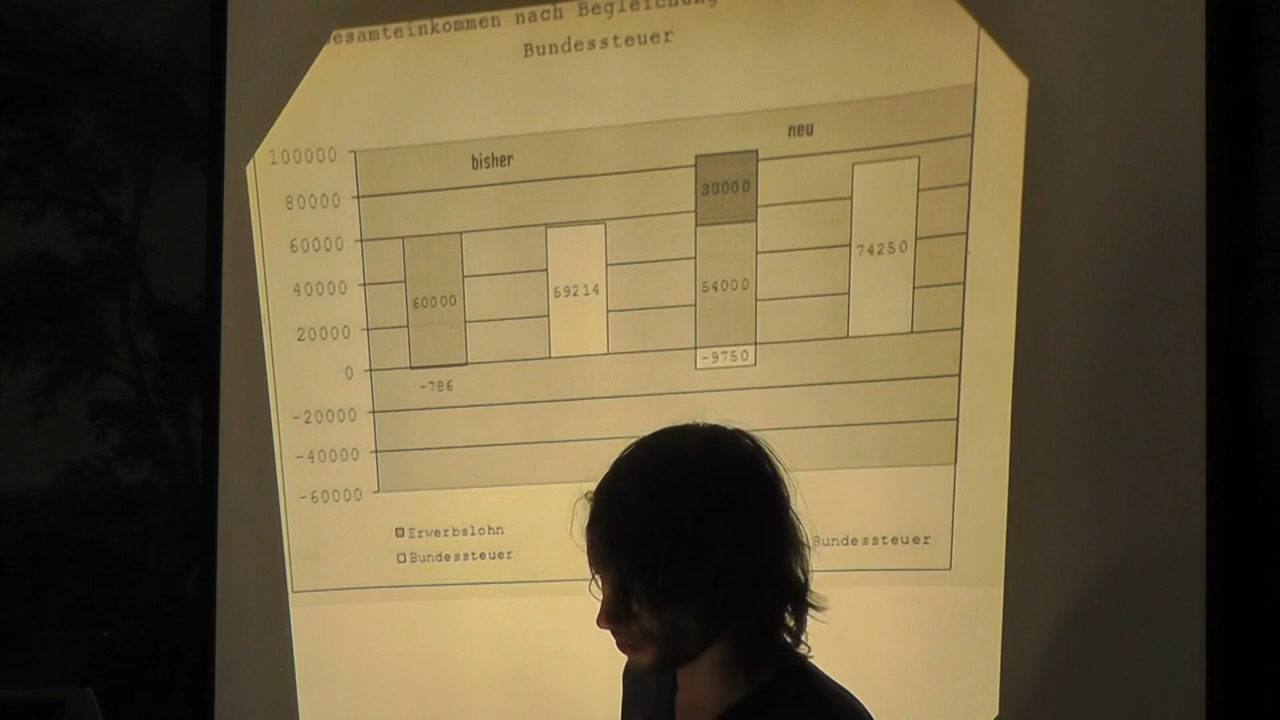 esamteinkommen nach Begleichung
Bundessteuer
bisher
neu
100000
80000
60000
40000
20000
0
-20000
-40000
-60000
60000
-786
59214
30000
54000
-9750
74250
Erwerbslohn
Bundessteuer
Bundessteuer